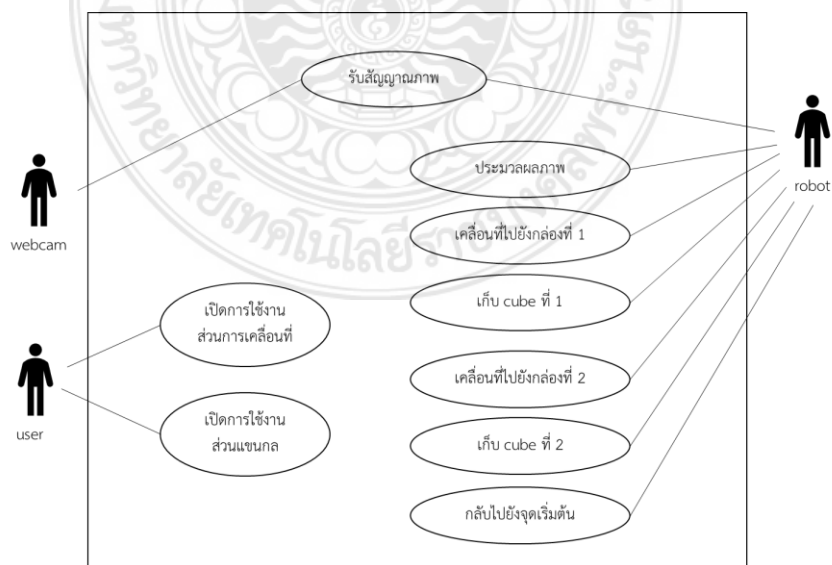 รับสัญญาณภาพ
ประมวลผลภาพ
robot
webcam
เคลื่อนที่ไปยังกล่องที่ 1
เก็บ cube ที่ 1
เปิดการใช้งาน
ส่วนการเคลื่อนที่
เคลื่อนที่ไปยังกล่องที่ 2
user
เปิดการใช้งาน
ส่วนแขนกล
เก็บ cube ที่ 2
กลับไปยังจุดเริ่มต้น